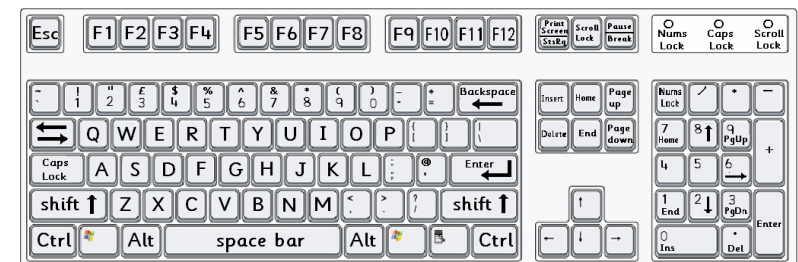 Esc F1 F2 F3 F4 F5 F6 F7 F8 F9 F10 F11 F12 Print Screen StsRq Scroll Lock Pause Break Nums Lock Caps Lock Scroll Lock
~ ` ! 1 " 2 £ 3 $ 4 % 5 ^ 6 & 7 * 8 ( 9 ) 0 - + = Backspace Insert Home Page up Nums Lock / * −
Q W E R T Y U I O P { [ } ] | \ Delete End Page down 7 Home 8 9 PgUp +
Caps Lock A S D F G H J K L : ; @ ' Enter 4 5 6
shift Z X C V B N M < , > . ? / shift 1 End 2 3 PgDn Enter
Ctrl Alt space bar Alt Ctrl 0 Ins . Del